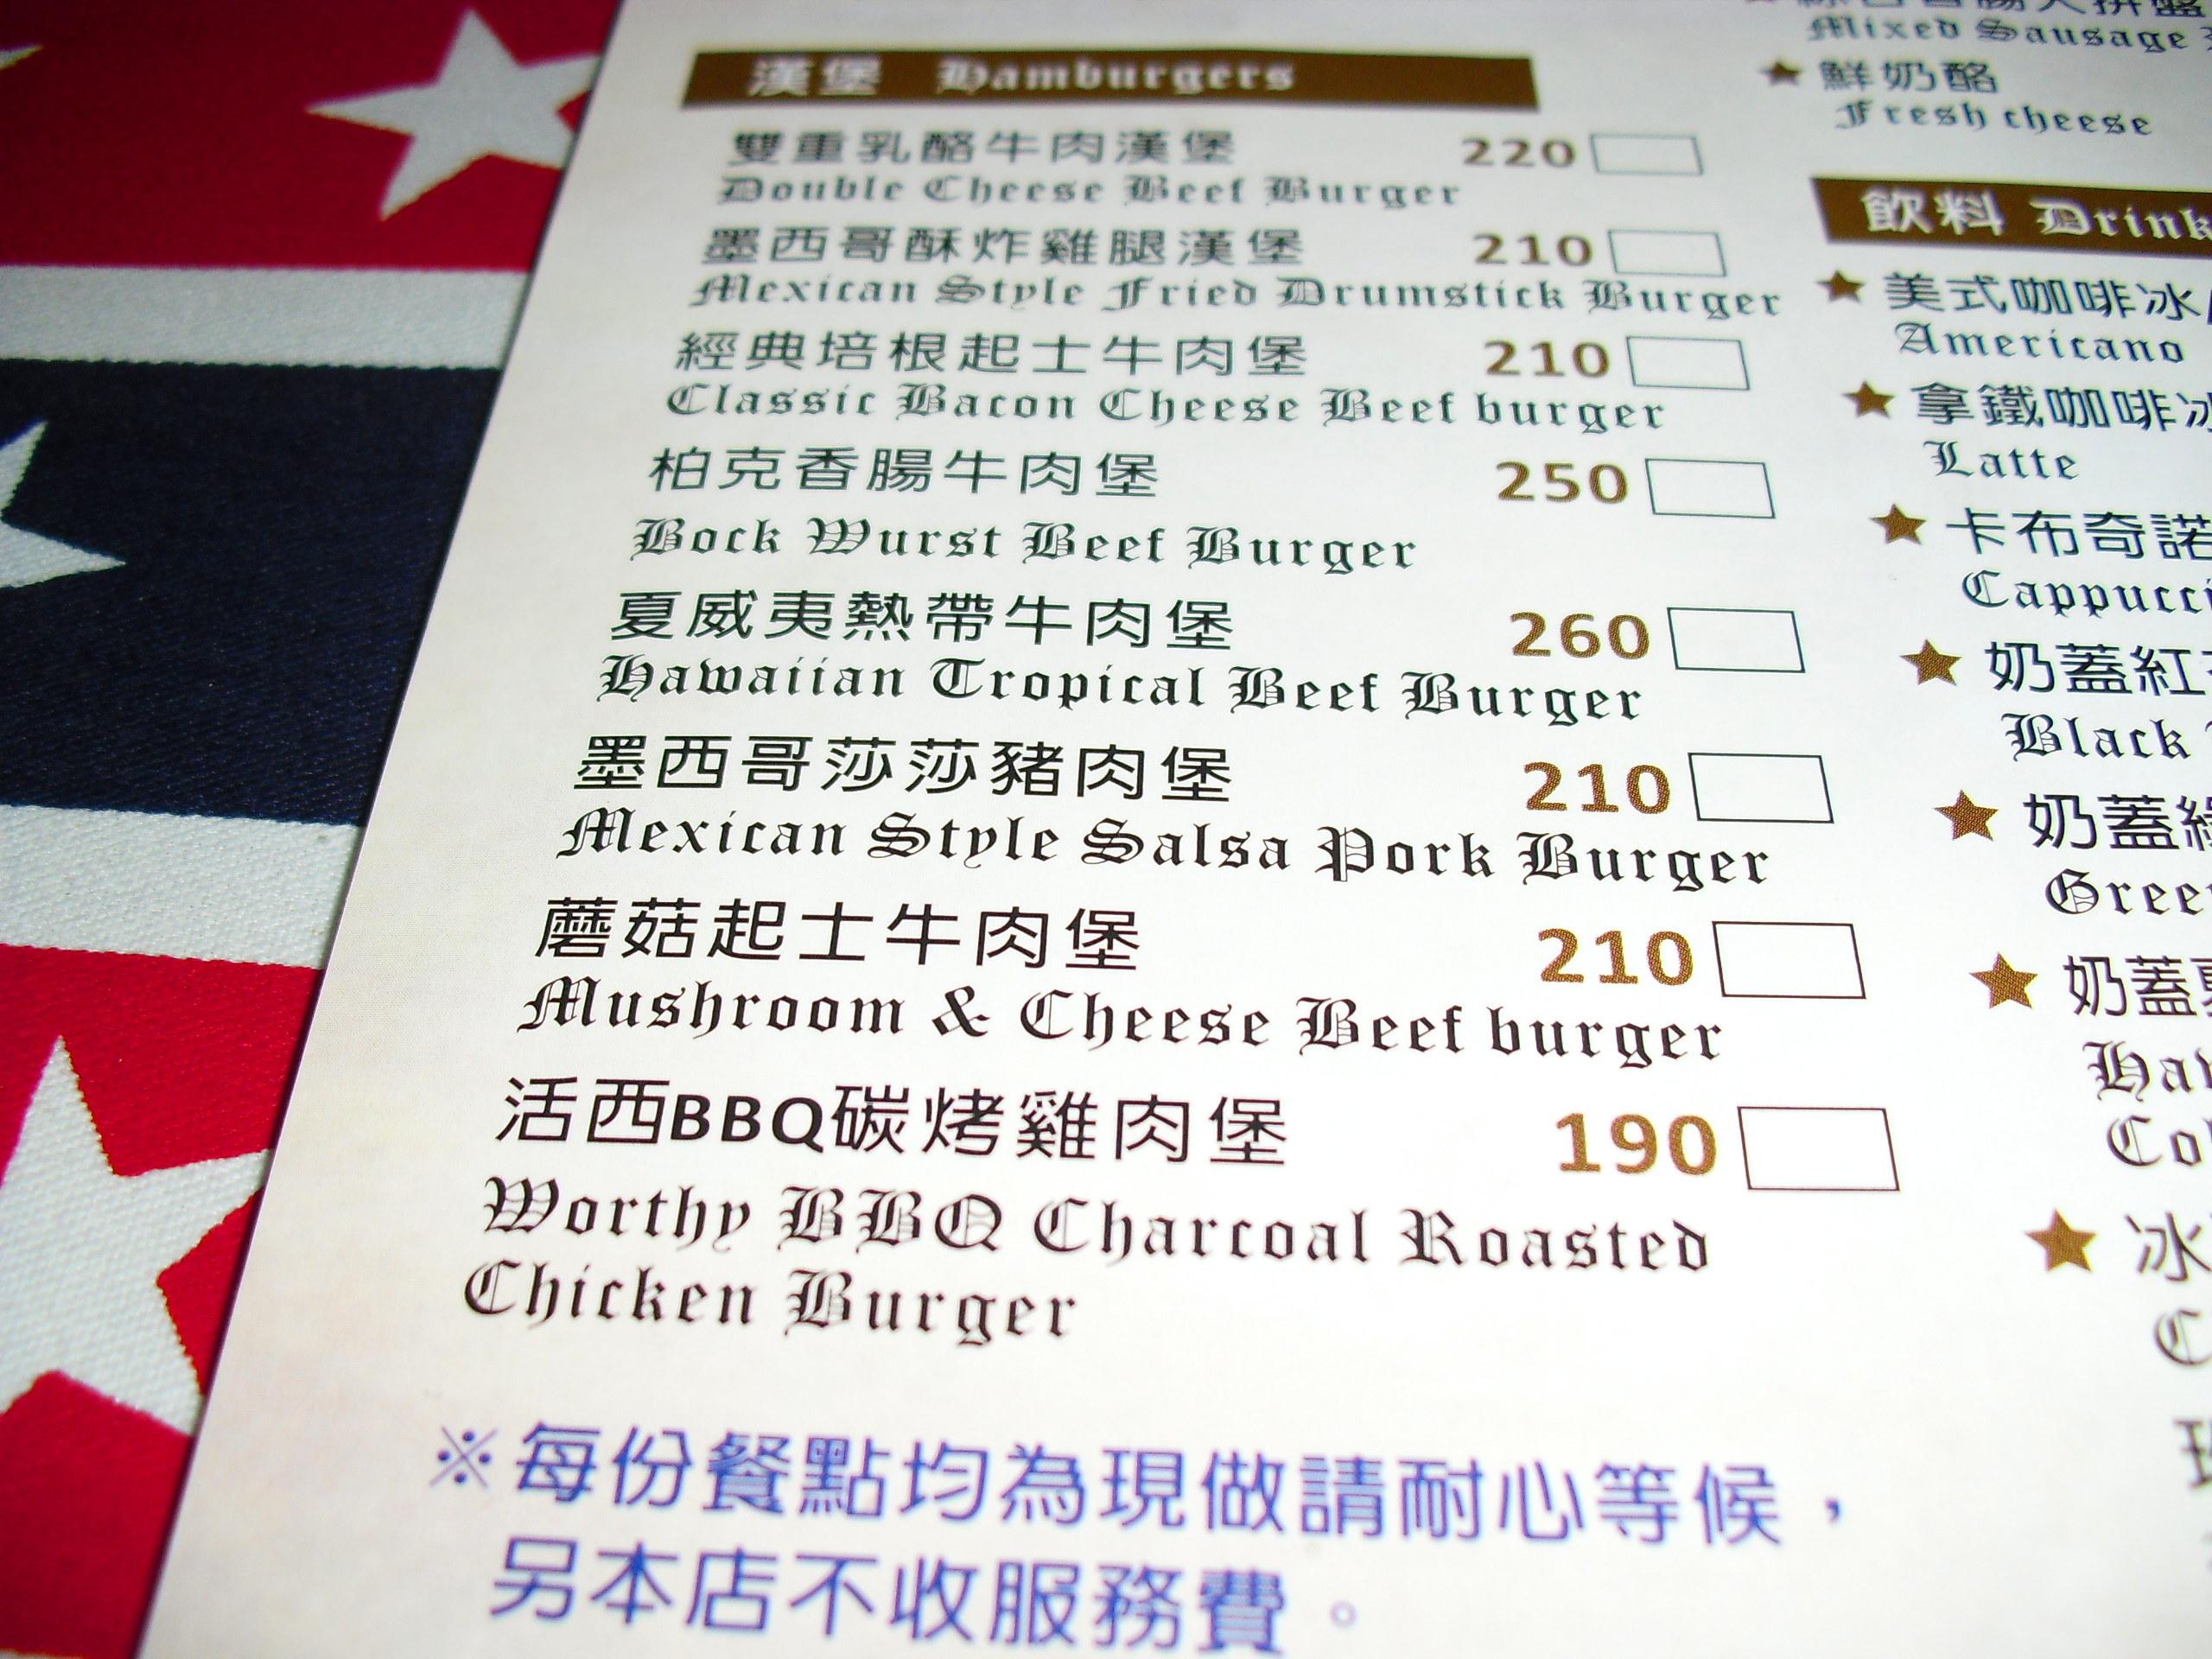 漢堡 Hamburgers
雙重乳酪牛肉漢堡 220
Double Cheese Beef Burger
墨西哥酥炸雞腿漢堡 210
Mexican Style Fried Drumstick Burger
經典培根起士牛肉堡 210
Classic Bacon Cheese Beef burger
柏克香腸牛肉堡 250
Bock Wurst Beef Burger
夏威夷熱帶牛肉堡 260
Hawaiian Tropical Beef Burger
墨西哥莎莎豬肉堡 210
Mexican Style Salsa Pork Burger
蘑菇起士牛肉堡 210
Mushroom & Cheese Beef burger
活西BBQ碳烤雞肉堡 190
Worthy BBQ Charcoal Roasted
Chicken Burger
※每份餐點均為現做請耐心等候，
另本店不收服務費。
Mixed Sausage
★ 鮮奶酪
Fresh cheese
飲料 Drink
★ 美式咖啡冰
Americano
★ 拿鐵咖啡冰
Latte
★ 卡布奇諾
Cappucci
★ 奶蓋紅
Black
★ 奶蓋綠
Gree
★ 奶蓋
Haw
Co
★ 冰
C